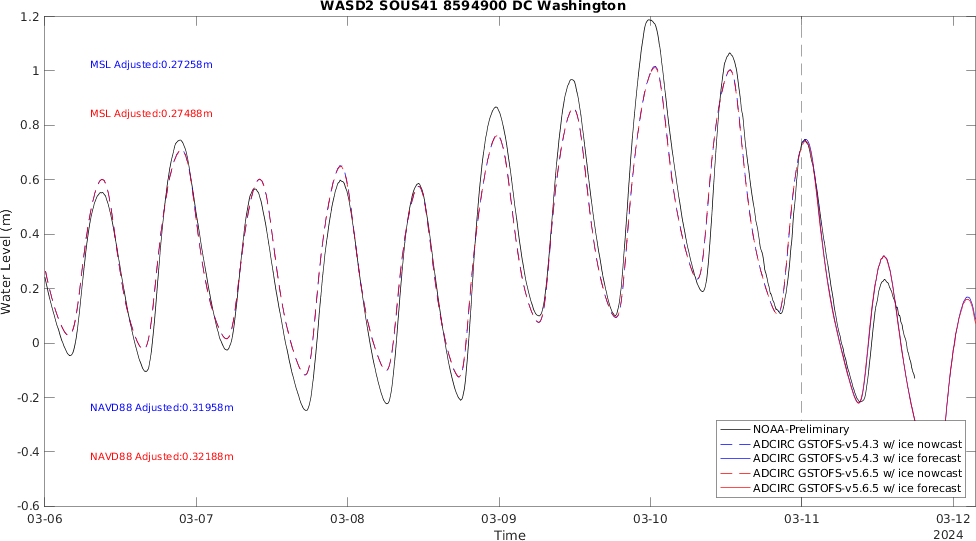 WASD2 SOUS41 8594900 DC Washington
1.2
1
0.8
0.6
0.4
0.2
0
-0.2
-0.4
-0.6
Water Level (m)
MSL Adjusted:0.27258m
MSL Adjusted:0.27488m
NAVD88 Adjusted:0.31958m
NAVD88 Adjusted:0.32188m
NOAA-Preliminary
ADCIRC GSTOFS-v5.4.3 w/ ice nowcast
ADCIRC GSTOFS-v5.4.3 w/ ice forecast
ADCIRC GSTOFS-v5.6.5 w/ ice nowcast
ADCIRC GSTOFS-v5.6.5 w/ ice forecast
03-06 03-07 03-08 03-09 03-10 03-11 03-12
Time
2024